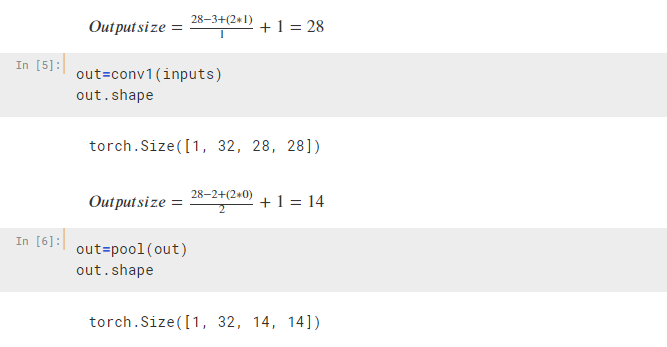 Outputsize = \frac{28−3+(2∗1)}{1} + 1 = 28
In [5]:
out=conv1(inputs)
out.shape
torch.Size([1, 32, 28, 28])
Outputsize = \frac{28−2+(2∗0)}{2} + 1 = 14
In [6]:
out=pool(out)
out.shape
torch.Size([1, 32, 14, 14])